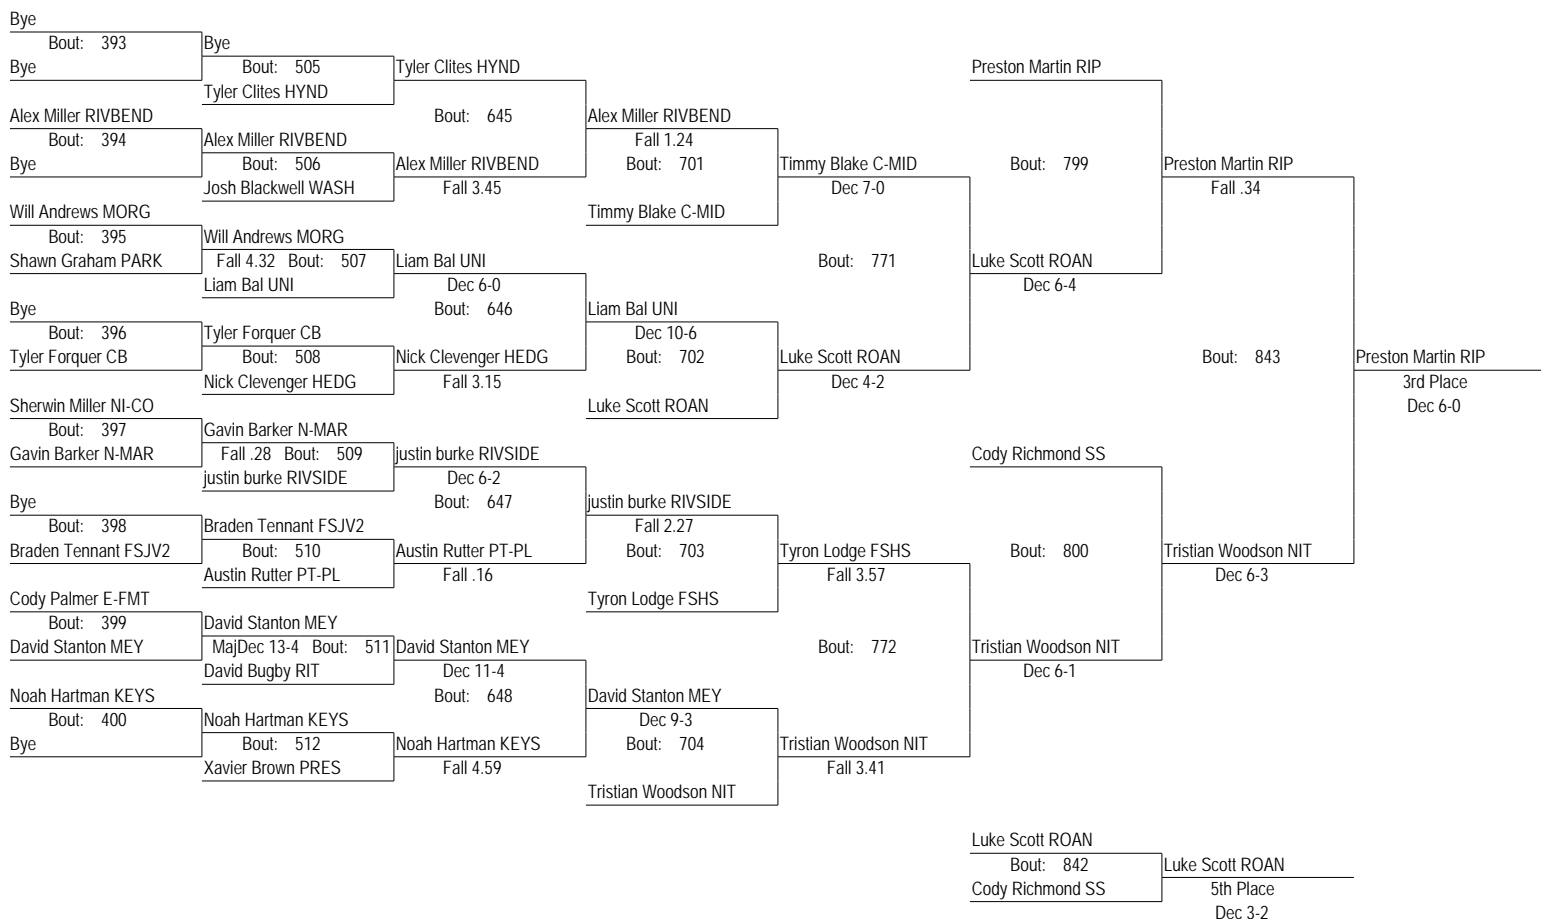 Bye
Bout: 393
Bye
Alex Miller RIVBEND
Bout: 394
Bye
Will Andrews MORG
Bout: 395
Shawn Graham PARK
Bye
Bout: 396
Tyler Forquer CB
Sherwin Miller NI-CO
Bout: 397
Gavin Barker N-MAR
Bye
Bout: 398
Braden Tennant FSJV2
Cody Palmer E-FMT
Bout: 399
David Stanton MEY
Noah Hartman KEYS
Bout: 400
Bye
Bye
Bout: 505
Tyler Clites HYND
Alex Miller RIVBEND
Bout: 506
Josh Blackwell WASH
Will Andrews MORG
Fall 4.32 Bout: 507
Liam Bal UNI
Tyler Forquer CB
Bout: 508
Nick Clevenger HEDG
Gavin Barker N-MAR
Fall .28 Bout: 509
justin burke RIVSIDE
Braden Tennant FSJV2
Bout: 510
Austin Rutter PT-PL
David Stanton MEY
MajDec 13-4 Bout: 511
David Bugby RIT
Noah Hartman KEYS
Bout: 512
Xavier Brown PRES
Tyler Clites HYND
Bout: 645
Alex Miller RIVBEND
Fall 3.45
Liam Bal UNI
Dec 6-0
Bout: 646
Nick Clevenger HEDG
Fall 3.15
justin burke RIVSIDE
Dec 6-2
Bout: 647
Austin Rutter PT-PL
Fall .16
David Stanton MEY
Dec 11-4
Bout: 648
Noah Hartman KEYS
Fall 4.59
Alex Miller RIVBEND
Fall 1.24
Bout: 701
Timmy Blake C-MID
Liam Bal UNI
Dec 10-6
Bout: 702
Luke Scott ROAN
justin burke RIVSIDE
Fall 2.27
Bout: 703
Tyron Lodge FSHS
David Stanton MEY
Dec 9-3
Bout: 704
Tristian Woodson NIT
Timmy Blake C-MID
Dec 7-0
Bout: 771
Luke Scott ROAN
Dec 4-2
Tyron Lodge FSHS
Fall 3.57
Bout: 772
Tristian Woodson NIT
Fall 3.41
Preston Martin RIP
Bout: 799
Luke Scott ROAN
Dec 6-4
Cody Richmond SS
Bout: 800
Tristian Woodson NIT
Dec 6-1
Preston Martin RIP
Fall .34
Bout: 843
Tristian Woodson NIT
Dec 6-3
Preston Martin RIP
3rd Place
Dec 6-0
Luke Scott ROAN
Bout: 842
Cody Richmond SS
Luke Scott ROAN
5th Place
Dec 3-2